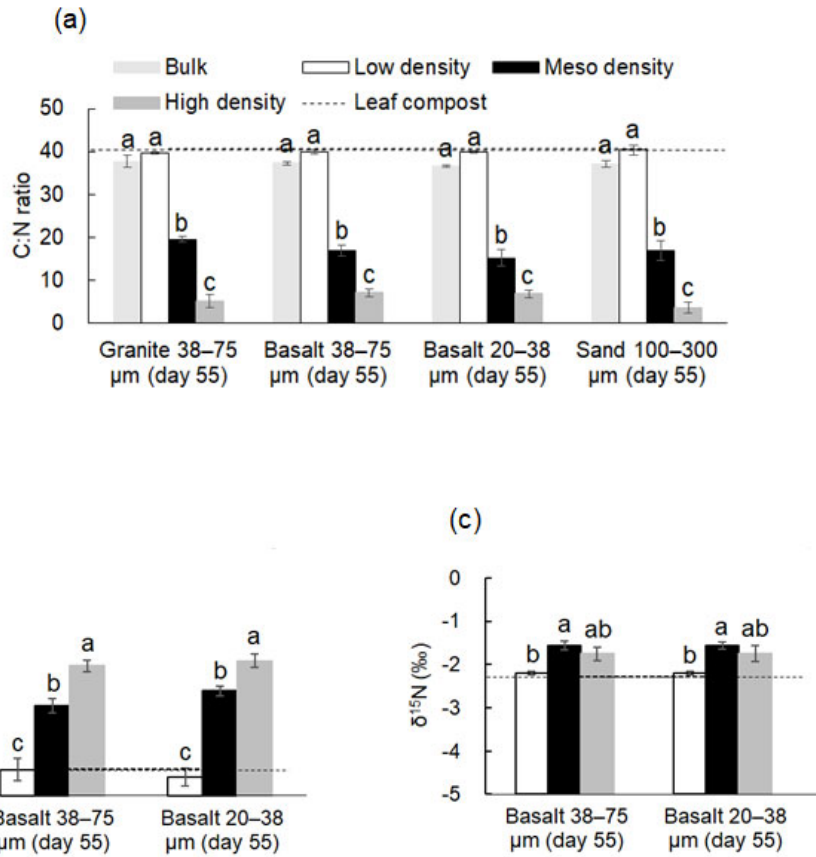 (a)
Bulk
Low density
Meso density
High density
Leaf compost
C:N ratio
50
40
30
20
10
0
a a b c
a a b c
a a b c
a a b c
Granite 38–75
µm (day 55)
Basalt 38–75
µm (day 55)
Basalt 20–38
µm (day 55)
Sand 100–300
µm (day 55)
c b a
c b a
Basalt 38–75
µm (day 55)
Basalt 20–38
µm (day 55)
(c)
δ¹⁵N (‰)
0
-1
-2
-3
-4
-5
b a ab
b a ab
Basalt 38–75
µm (day 55)
Basalt 20–38
µm (day 55)